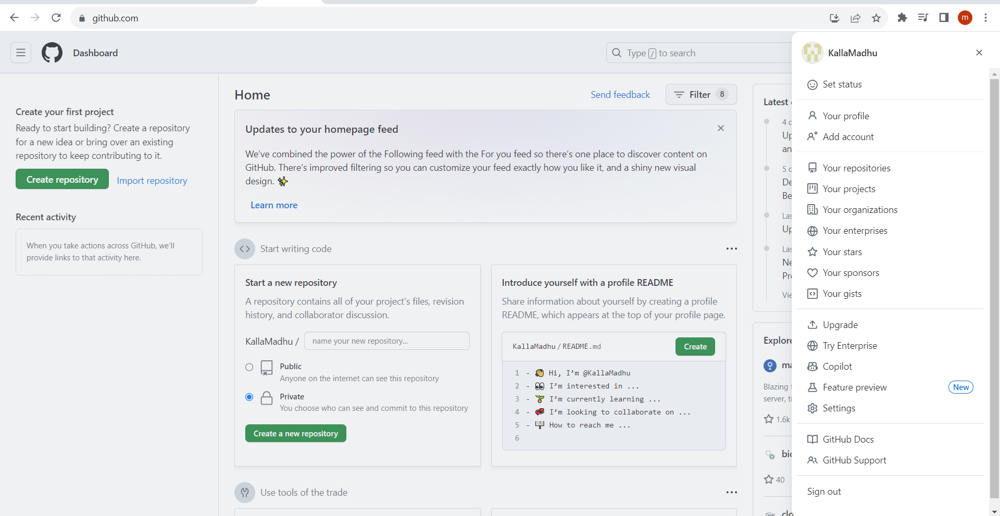 github.com
m
Dashboard
Type / to search
KallaMadhu
Set status
Your profile
Add account
Your repositories
Your projects
Your organizations
Your enterprises
Your stars
Your sponsors
Your gists
Upgrade
Try Enterprise
Copilot
Feature preview New
Settings
GitHub Docs
GitHub Support
Sign out
Create your first project
Ready to start building? Create a repository
for a new idea or bring over an existing
repository to keep contributing to it.
Create repository Import repository
Recent activity
When you take actions across GitHub, we'll
provide links to that activity here.
Home Send feedback Filter 8
Updates to your homepage feed
We've combined the power of the Following feed with the For you feed so there's one place to discover content on
GitHub. There's improved filtering so you can customize your feed exactly how you like it, and a shiny new visual
design. ✨
Learn more
Start writing code
Start a new repository
A repository contains all of your project's files, revision
history, and collaborator discussion.
KallaMadhu / name your new repository...
Public
Anyone on the internet can see this repository
Private
You choose who can see and commit to this repository
Create a new repository
Introduce yourself with a profile README
Share information about yourself by creating a profile
README, which appears at the top of your profile page.
KallaMadhu / README.md Create
1 - 👋 Hi, I'm @KallaMadhu
2 - 👀 I'm interested in ...
3 - 🌱 I'm currently learning ...
4 - 💞️ I'm looking to collaborate on ...
5 - 📫 How to reach me ...
6
Use tools of the trade
Latest
4
Up
an
5
De
Be
Las
Up
Las
Ne
Pre
Vie
Explore
ma
Blazing
server, ti
1.6k
bio
40